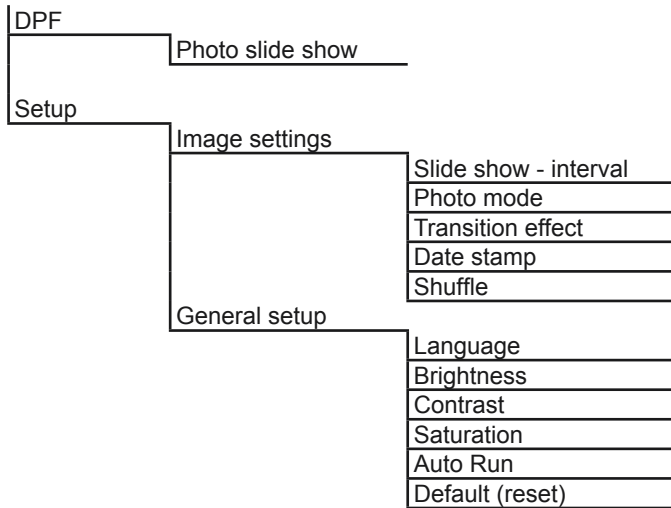 DPF
Photo slide show
Setup
Image settings
Slide show - interval
Photo mode
Transition effect
Date stamp
Shuffle
General setup
Language
Brightness
Contrast
Saturation
Auto Run
Default (reset)